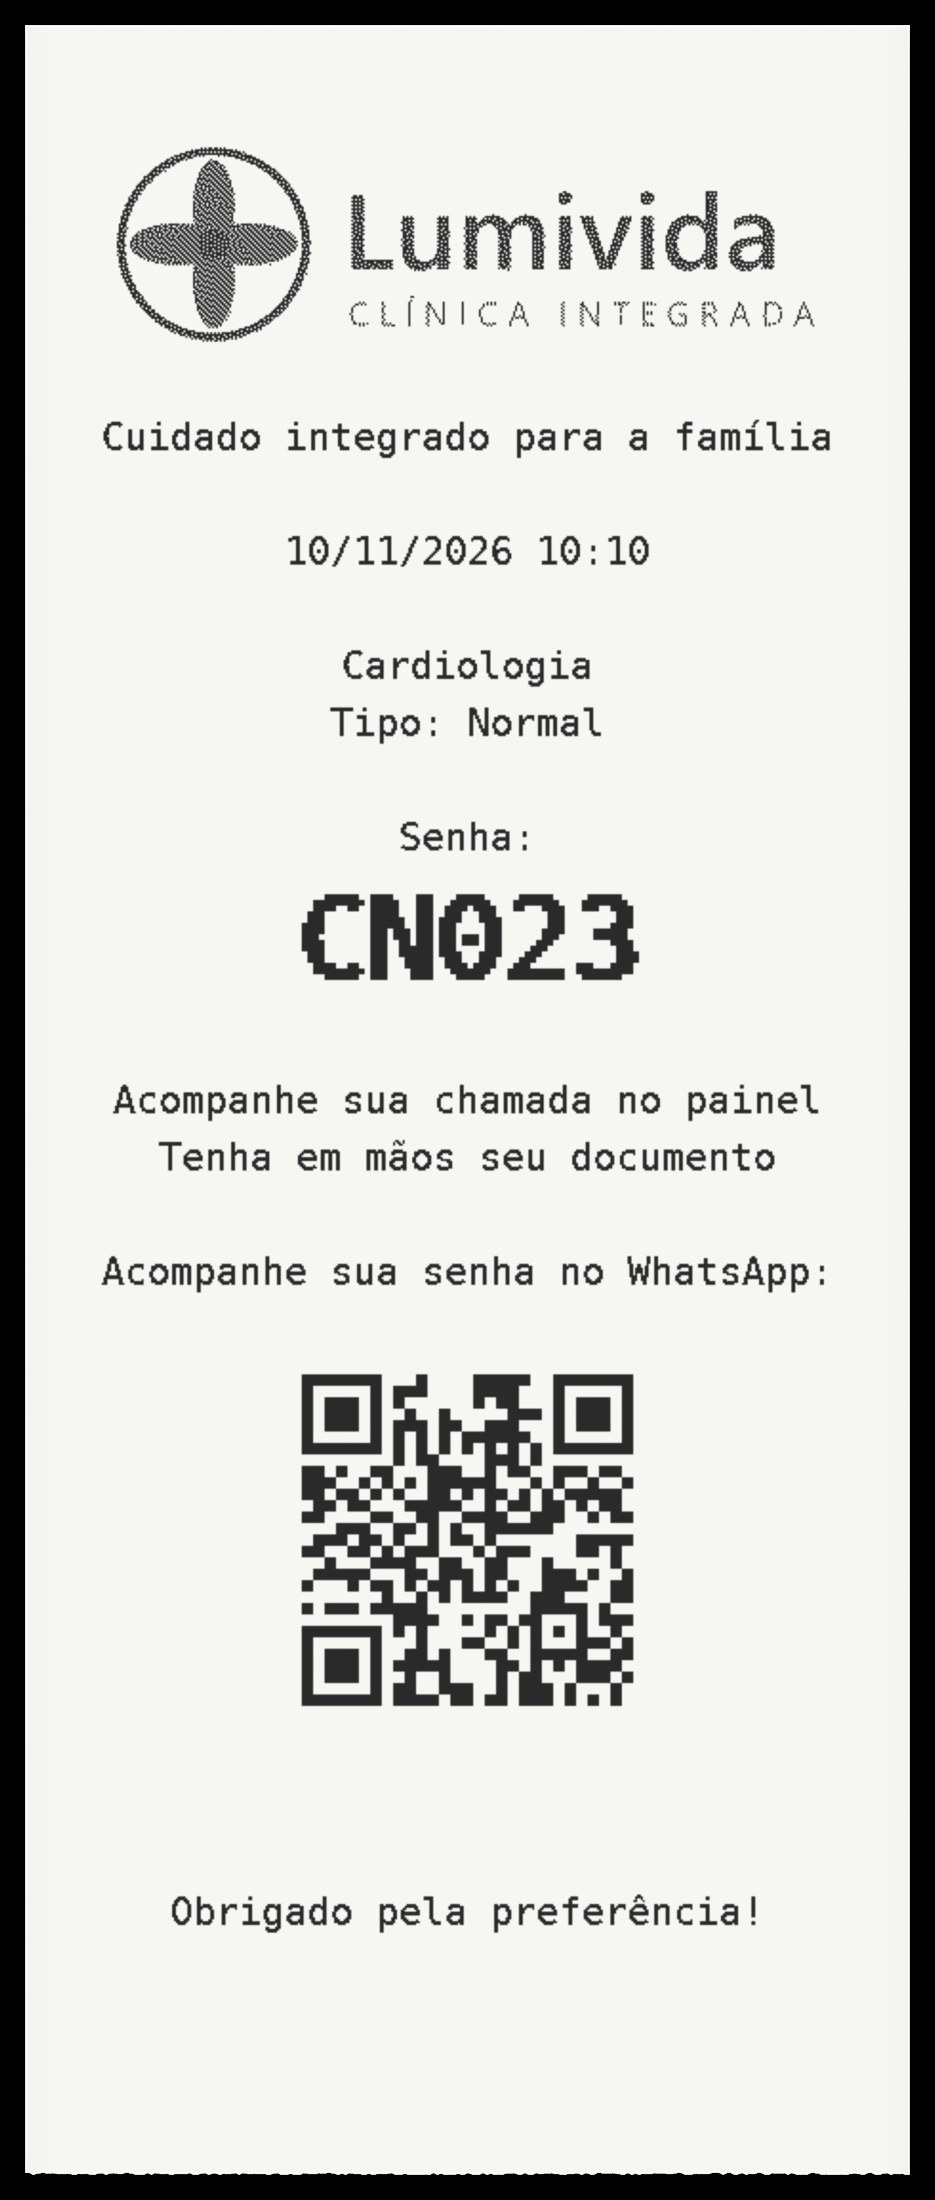 Lumivida
CLÍNICA INTEGRADA
Cuidado integrado para a família
10/11/2026 10:10
Cardiologia
Tipo: Normal
Senha:
CN023
Acompanhe sua chamada no painel
Tenha em mãos seu documento
Acompanhe sua senha no WhatsApp:
Obrigado pela preferência!